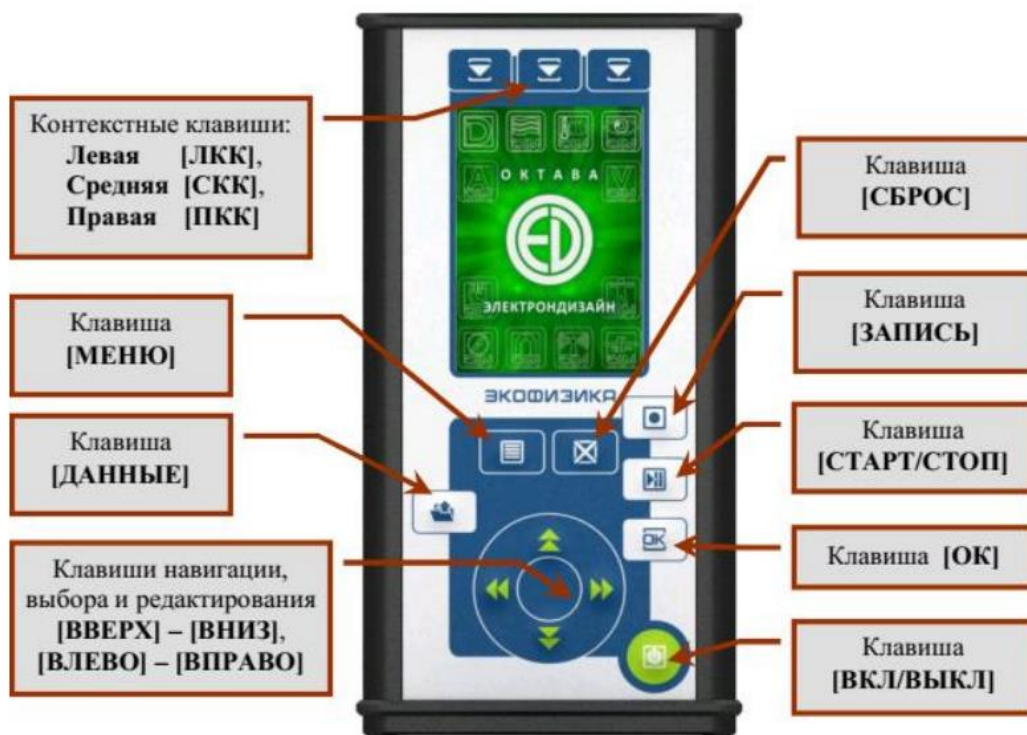 Контекстные клавиши:
Левая [ЛКК],
Средняя [СКК],
Правая [ПКК]
Клавиша
[МЕНЮ]
Клавиша
[ДАННЫЕ]
Клавиши навигации,
выбора и редактирования
[ВВЕРХ] – [ВНИЗ],
[ВЛЕВО] – [ВПРАВО]
ОКТАВА
ЭЛЕКТРОНДИЗАЙН
ЭКОФИЗИКА
OK
Клавиша
[СБРОС]
Клавиша
[ЗАПИСЬ]
Клавиша
[СТАРТ/СТОП]
Клавиша [ОК]
Клавиша
[ВКЛ/ВЫКЛ]